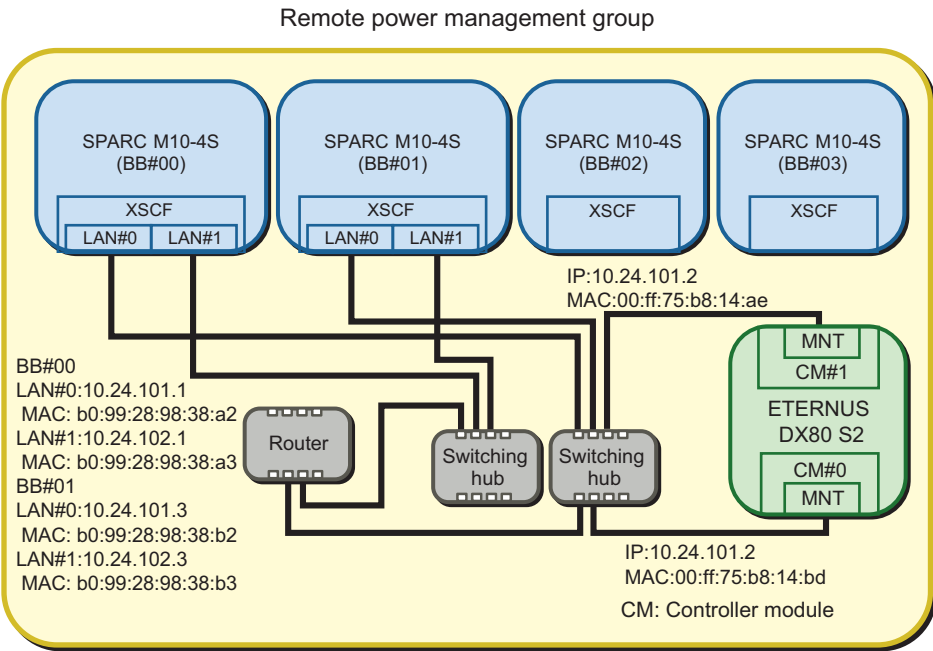 Remote power management group
SPARC M10-4S
(BB#00)
XSCF
LAN#0 LAN#1
SPARC M10-4S
(BB#01)
XSCF
LAN#0 LAN#1
SPARC M10-4S
(BB#02)
XSCF
SPARC M10-4S
(BB#03)
XSCF
IP:10.24.101.2
MAC:00:ff:75:b8:14:ae
MNT
CM#1
ETERNUS
DX80 S2
CM#0
MNT
BB#00
LAN#0:10.24.101.1
MAC: b0:99:28:98:38:a2
LAN#1:10.24.102.1
MAC: b0:99:28:98:38:a3
BB#01
LAN#0:10.24.101.3
MAC: b0:99:28:98:38:b2
LAN#1:10.24.102.3
MAC: b0:99:28:98:38:b3
Router
Switching
hub
Switching
hub
IP:10.24.101.2
MAC:00:ff:75:b8:14:bd
CM: Controller module